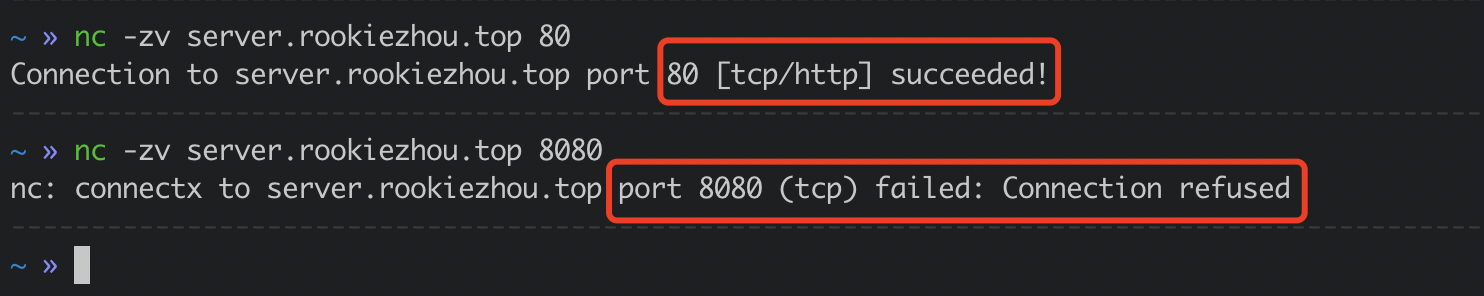 ~ » nc -zv server.rookiezhou.top 80
Connection to server.rookiezhou.top port 80 [tcp/http] succeeded!
~ » nc -zv server.rookiezhou.top 8080
nc: connectx to server.rookiezhou.top port 8080 (tcp) failed: Connection refused
~ »